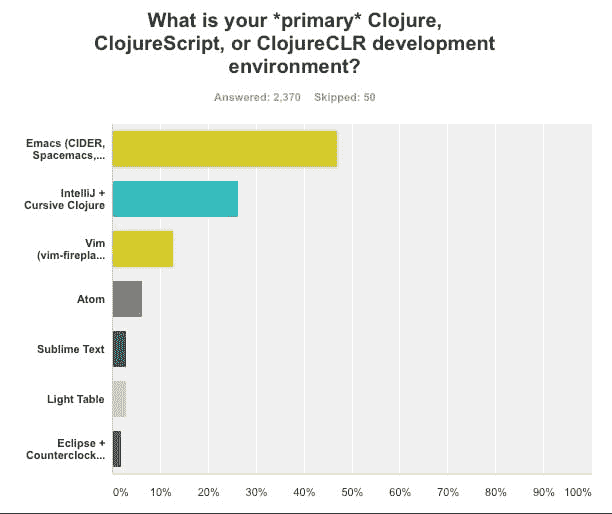 What is your *primary* Clojure,
ClojureScript, or ClojureCLR development
environment?
Answered: 2,370 Skipped: 50
Emacs (CIDER,
Spacemacs,...
IntelliJ +
Cursive Clojure
Vim
(vim-firepla...
Atom
Sublime Text
Light Table
Eclipse +
Counterclock...
0% 10% 20% 30% 40% 50% 60% 70% 80% 90% 100%